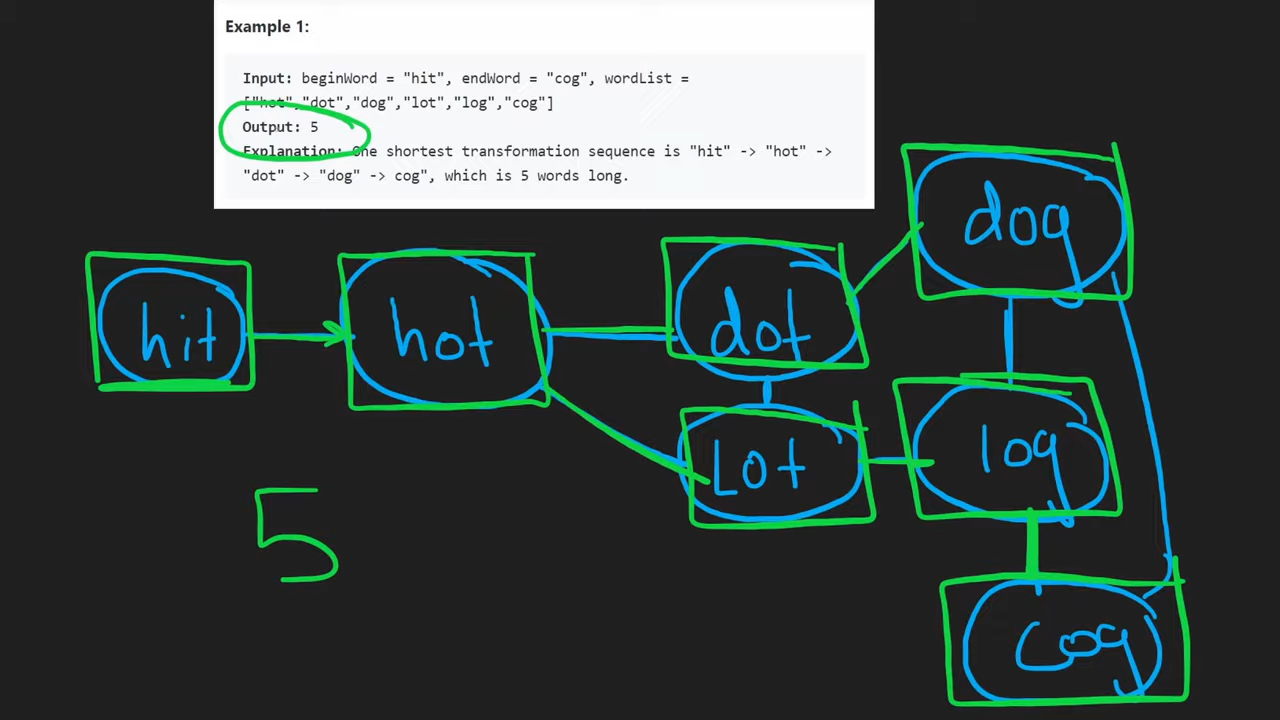 Example 1:
Input: beginWord = "hit", endWord = "cog", wordList =
["hot","dot","dog","lot","log","cog"]
Output: 5
Explanation: One shortest transformation sequence is "hit" -> "hot" ->
"dot" -> "dog" -> cog", which is 5 words long.
hit
hot
dot
dog
Lot
log
5
Cog